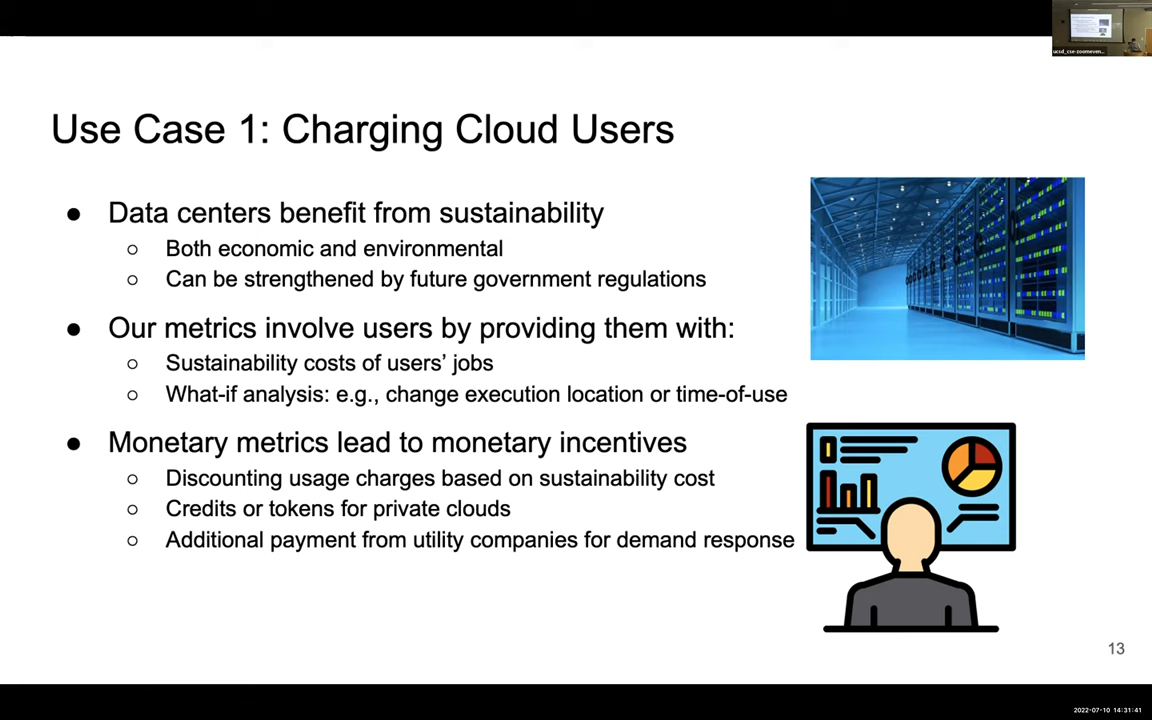 ucsd_cse-zoomeven...
Use Case 1: Charging Cloud Users
● Data centers benefit from sustainability
○ Both economic and environmental
○ Can be strengthened by future government regulations
● Our metrics involve users by providing them with:
○ Sustainability costs of users’ jobs
○ What-if analysis: e.g., change execution location or time-of-use
● Monetary metrics lead to monetary incentives
○ Discounting usage charges based on sustainability cost
○ Credits or tokens for private clouds
○ Additional payment from utility companies for demand response
13
2022-07-10 14:31:41